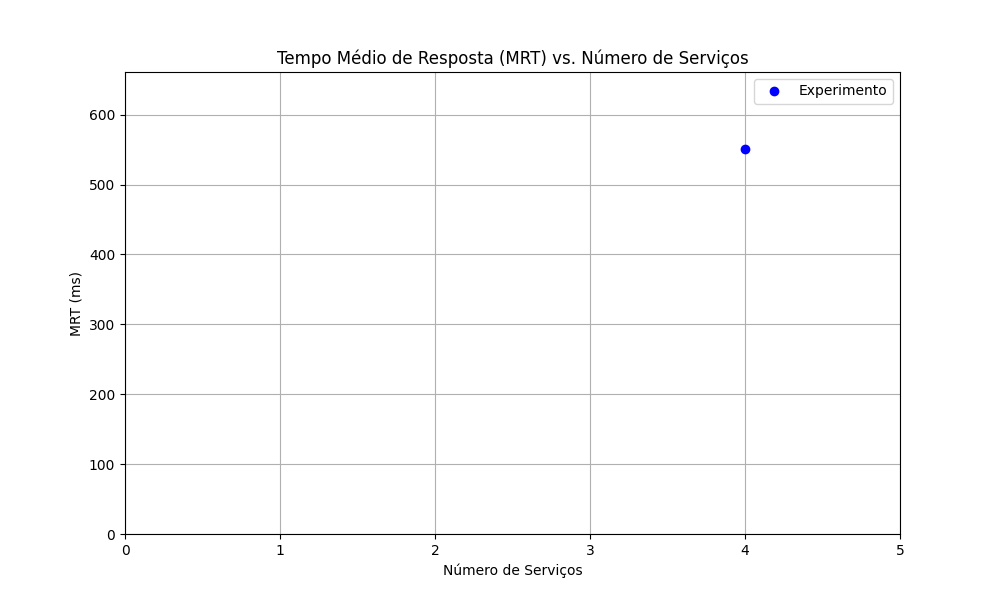 Tempo Médio de Resposta (MRT) vs. Número de Serviços
Experimento
600
500
400
300
200
100
0
MRT (ms)
0 1 2 3 4 5
Número de Serviços